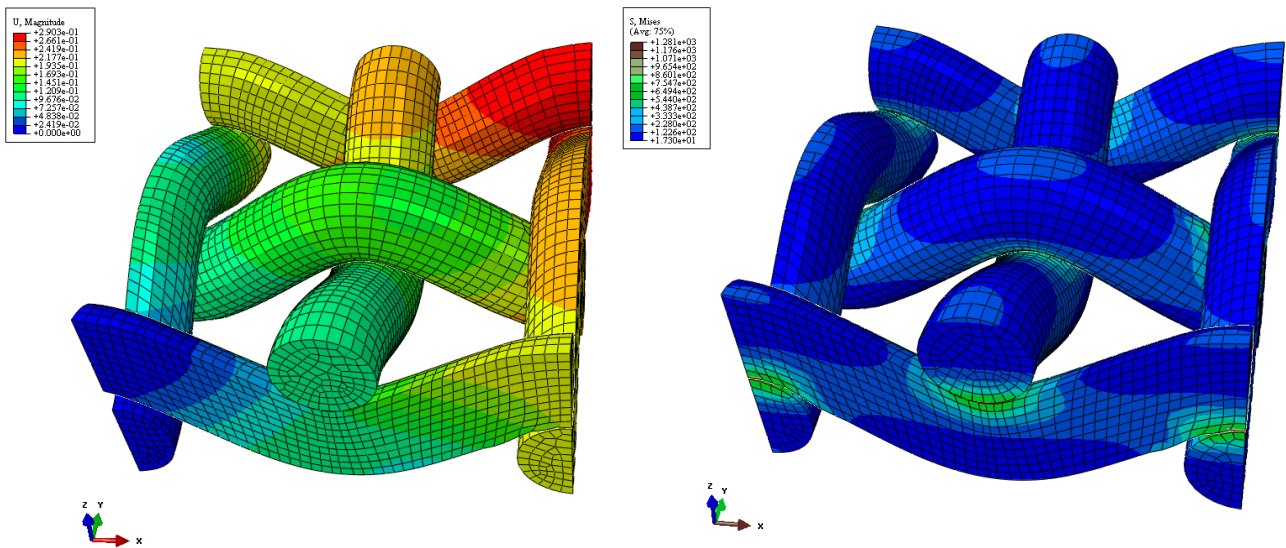 U, Magnitude
+2.903e-01
+2.661e-01
+2.419e-01
+2.177e-01
+1.935e-01
+1.693e-01
+1.451e-01
+1.209e-01
+9.676e-02
+7.257e-02
+4.838e-02
+2.419e-02
+0.000e+00
Z Y
X
S, Mises
(Avg: 75%)
+1.281e+03
+1.176e+03
+1.071e+03
+9.654e+02
+8.601e+02
+7.547e+02
+6.494e+02
+5.440e+02
+4.387e+02
+3.333e+02
+2.280e+02
+1.226e+02
+1.730e+01
Z Y
X